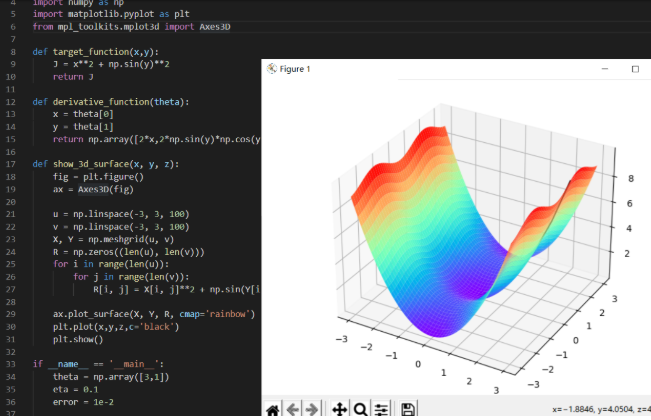 4 import numpy as np
5 import matplotlib.pyplot as plt
6 from mpl_toolkits.mplot3d import Axes3D
7
8 def target_function(x,y):
9 J = x**2 + np.sin(y)**2
10 return J
11
12 def derivative_function(theta):
13 x = theta[0]
14 y = theta[1]
15 return np.array([2*x,2*np.sin(y)*np.cos(y
16
17 def show_3d_surface(x, y, z):
18 fig = plt.figure()
19 ax = Axes3D(fig)
20
21 u = np.linspace(-3, 3, 100)
22 v = np.linspace(-3, 3, 100)
23 X, Y = np.meshgrid(u, v)
24 R = np.zeros((len(u), len(v)))
25 for i in range(len(u)):
26 for j in range(len(v)):
27 R[i, j] = X[i, j]**2 + np.sin(Y[i
28
29 ax.plot_surface(X, Y, R, cmap='rainbow')
30 plt.plot(x,y,z,c='black')
31 plt.show()
32
33 if __name__ == '__main__':
34 theta = np.array([3,1])
35 eta = 0.1
36 error = 1e-2
37
Figure 1
8
6
4
2
−3
−2
−1
0
1
2
3
3
2
1
0
−1
−2
−3
x=−1.8846, y=4.0504, z=4